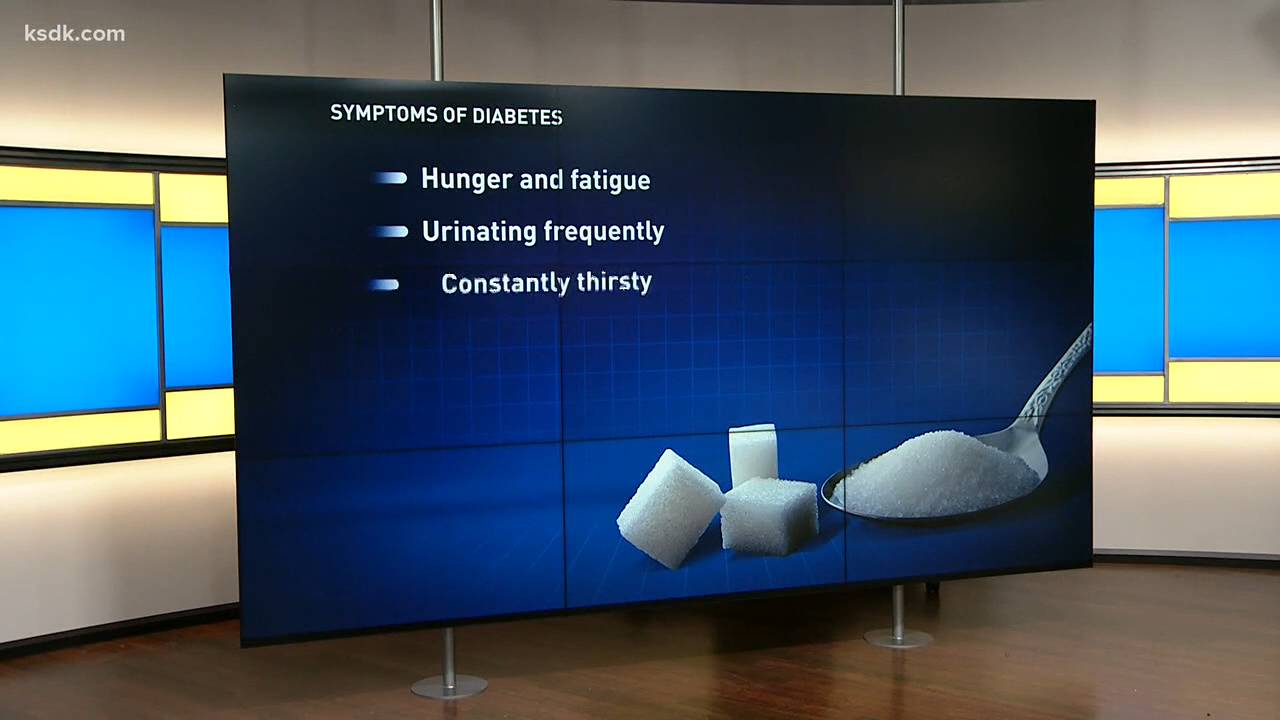 ksdk.com
SYMPTOMS OF DIABETES
Hunger and fatigue
Urinating frequently
Constantly thirsty